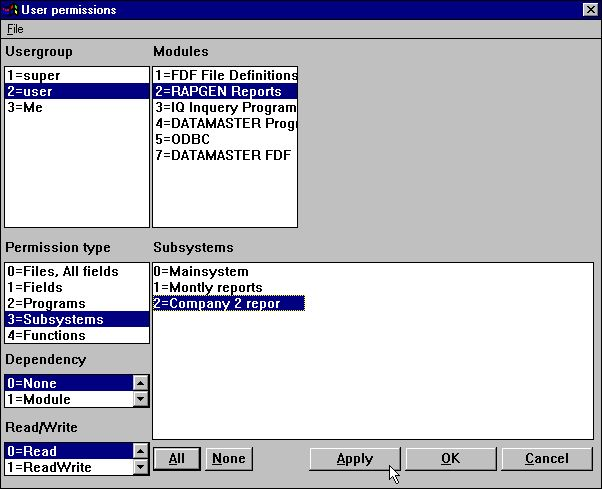 User permissions
File
Usergroup
1=super
2=user
3=Me
Modules
1=FDF File Definitions
2=RAPGEN Reports
3=IQ Inquery Program
4=DATAMASTER Progr
5=ODBC
7=DATAMASTER FDF
Permission type
0=Files, All fields
1=Fields
2=Programs
3=Subsystems
4=Functions
Subsystems
0=Mainsystem
1=Montly reports
2=Company 2 repor
Dependency
0=None
1=Module
Read/Write
0=Read
1=ReadWrite
All None Apply OK Cancel